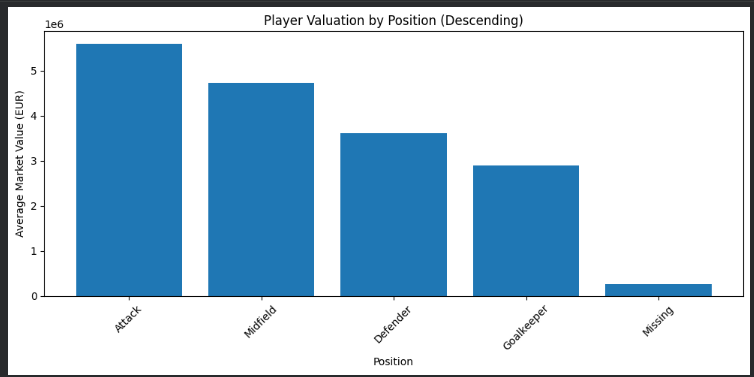 Player Valuation by Position (Descending)
1e6
Average Market Value (EUR)
5
4
3
2
1
0
Attack
Midfield
Defender
Goalkeeper
Missing
Position